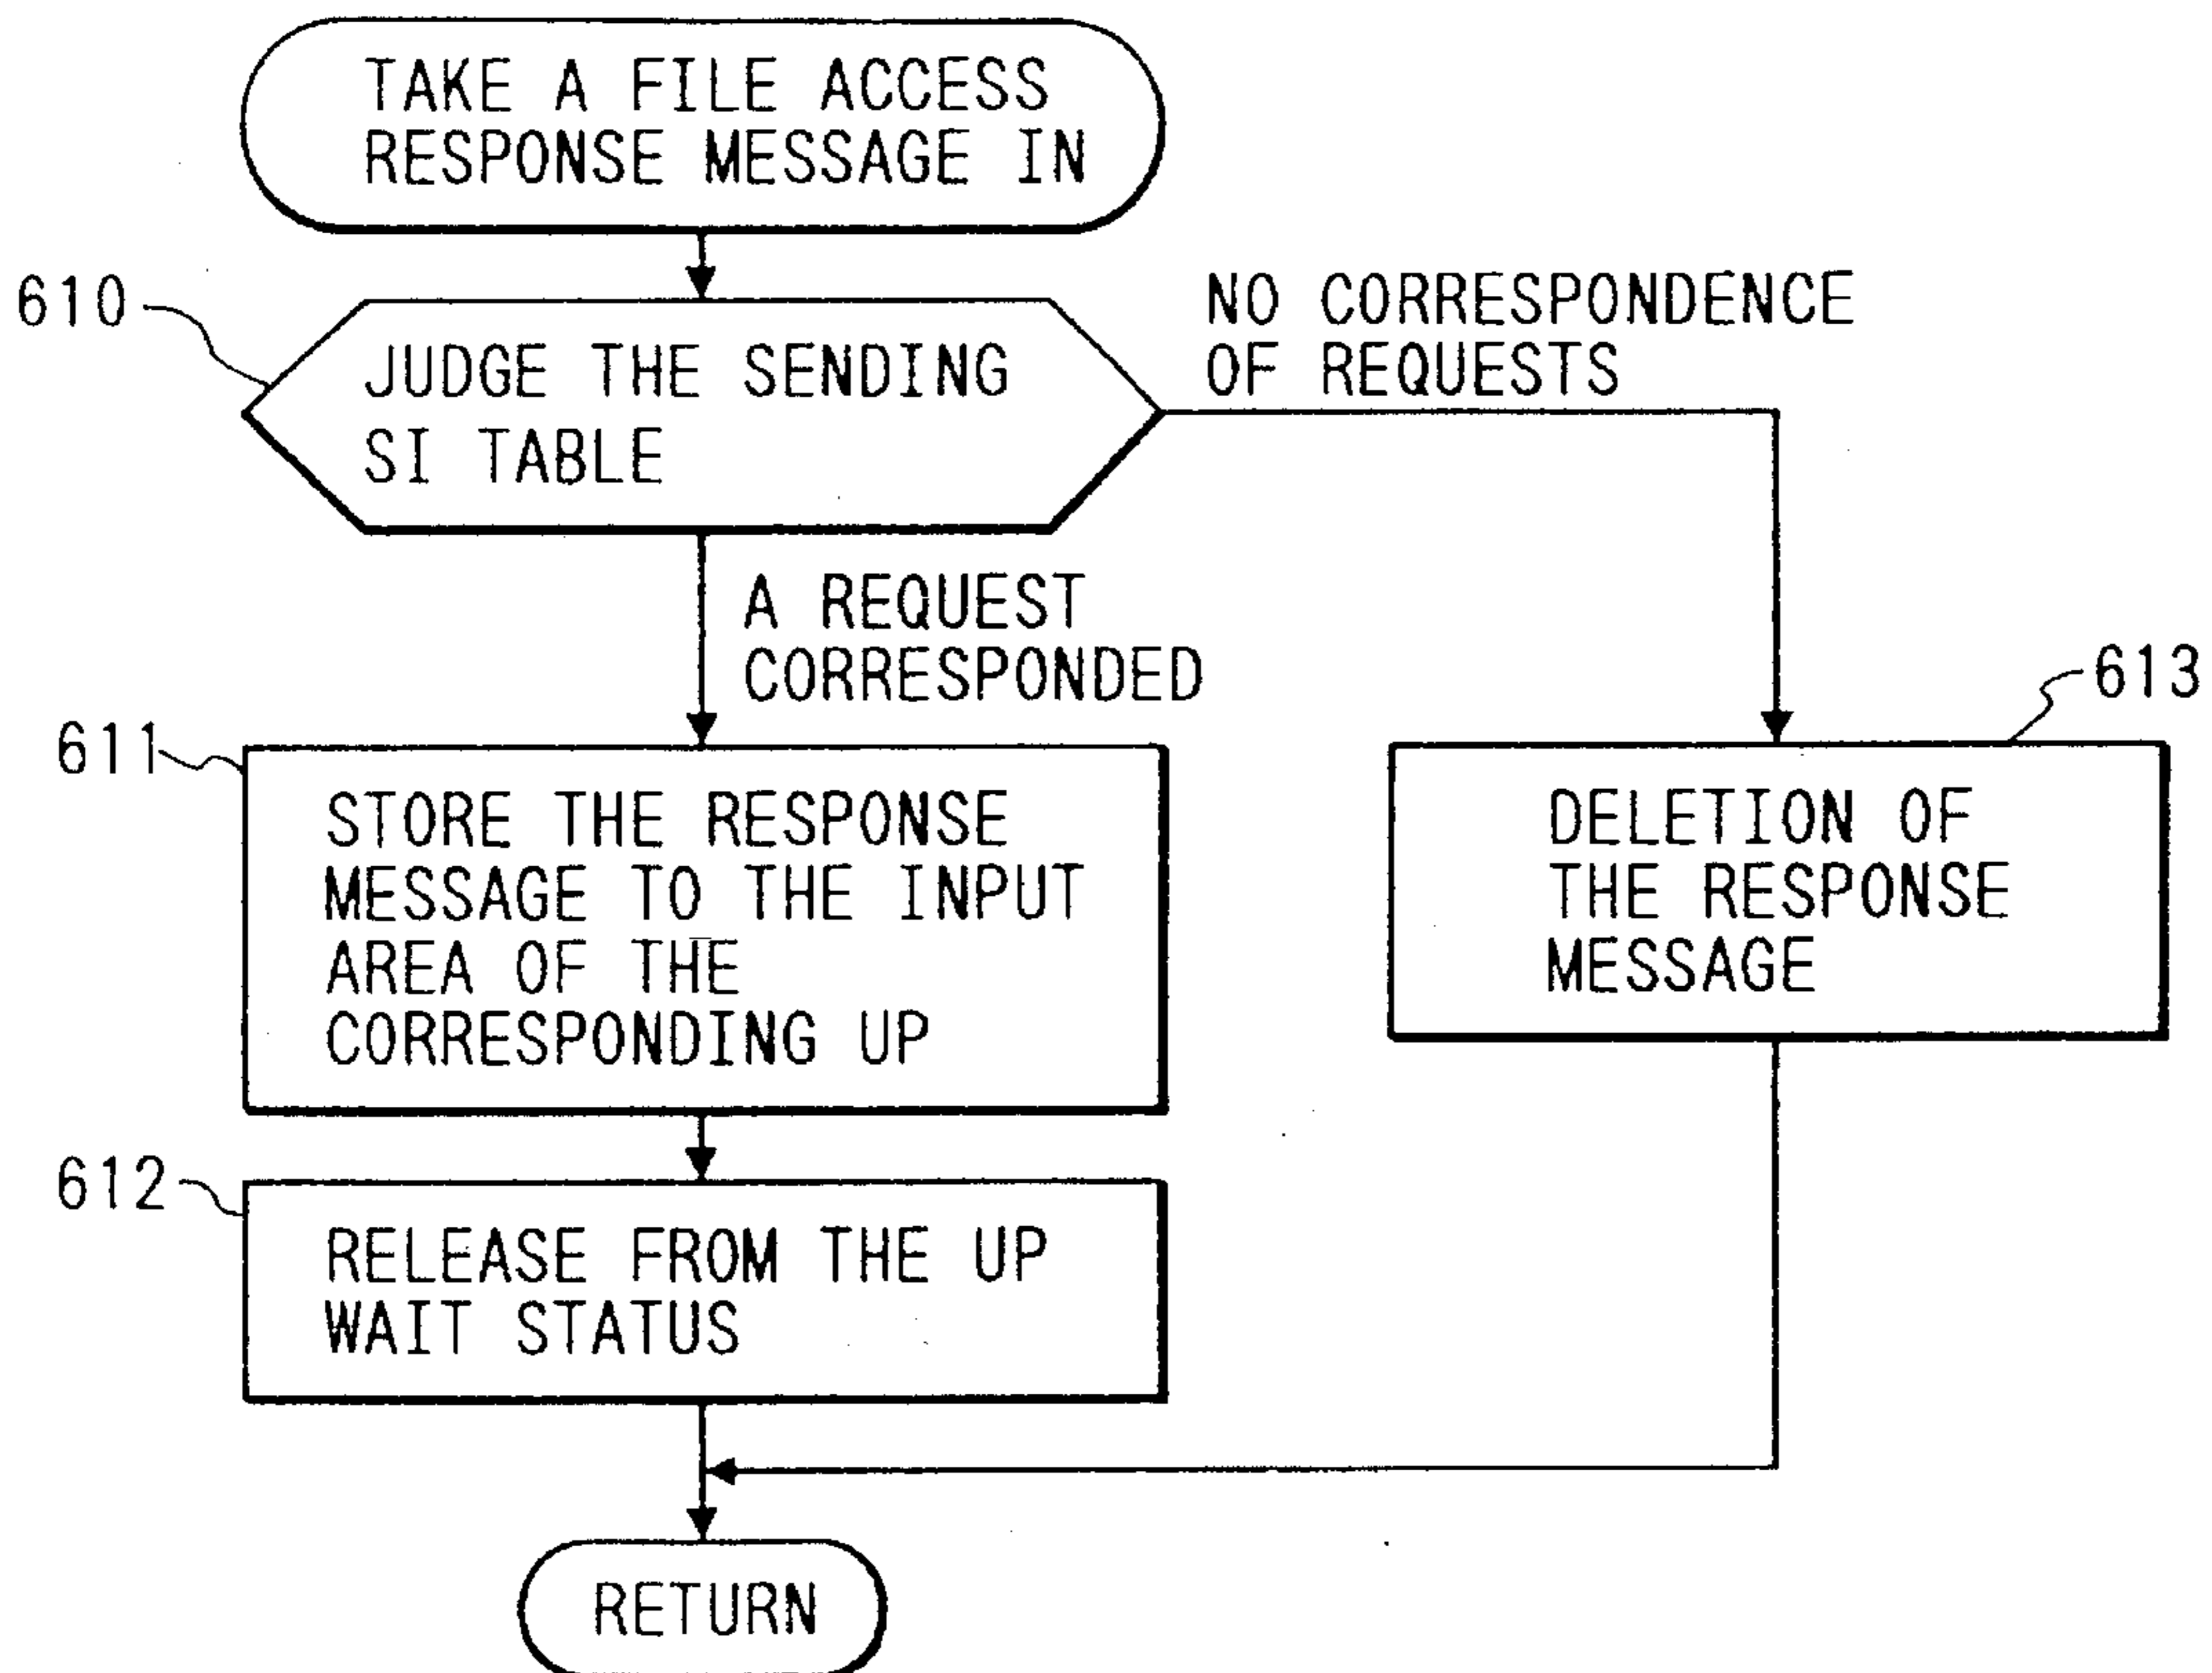 TAKE A FILE ACCESS
RESPONSE MESSAGE IN
610
JUDGE THE SENDING
SI TABLE
NO CORRESPONDENCE
OF REQUESTS
A REQUEST
CORRESPONDED
611
STORE THE RESPONSE
MESSAGE TO THE INPUT
AREA OF THE
CORRESPONDING UP
613
DELETION OF
THE RESPONSE
MESSAGE
612
RELEASE FROM THE UP
WAIT STATUS
RETURN